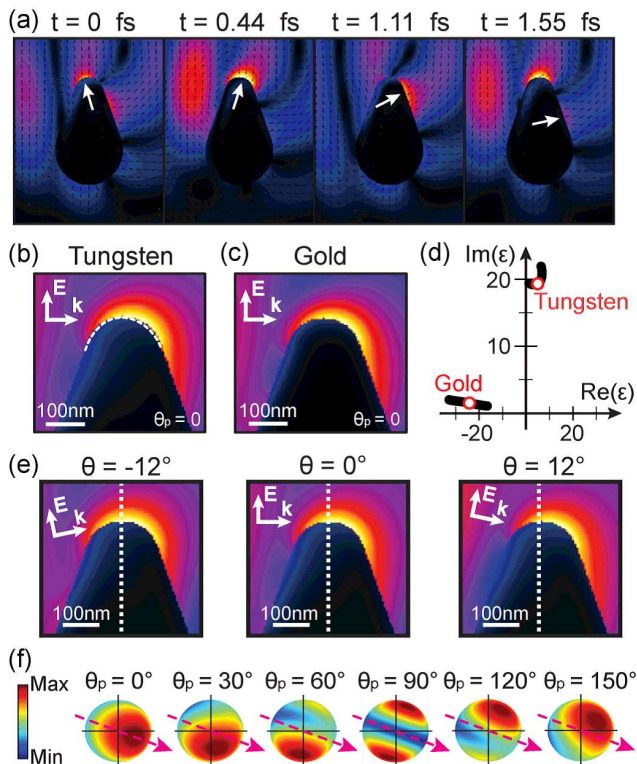 (a) t = 0 fs t = 0.44 fs t = 1.11 fs t = 1.55 fs
(b) Tungsten (c) Gold (d) Im(ε)
E k E k
20
Tungsten
10
Gold
Re(ε)
100nm θp = 0 100nm θp = 0
-20 20
(e) θ = -12° θ = 0° θ = 12°
E k E k E k
100nm 100nm 100nm
(f) θp = 0° θp = 30° θp = 60° θp = 90° θp = 120° θp = 150°
Max
Min